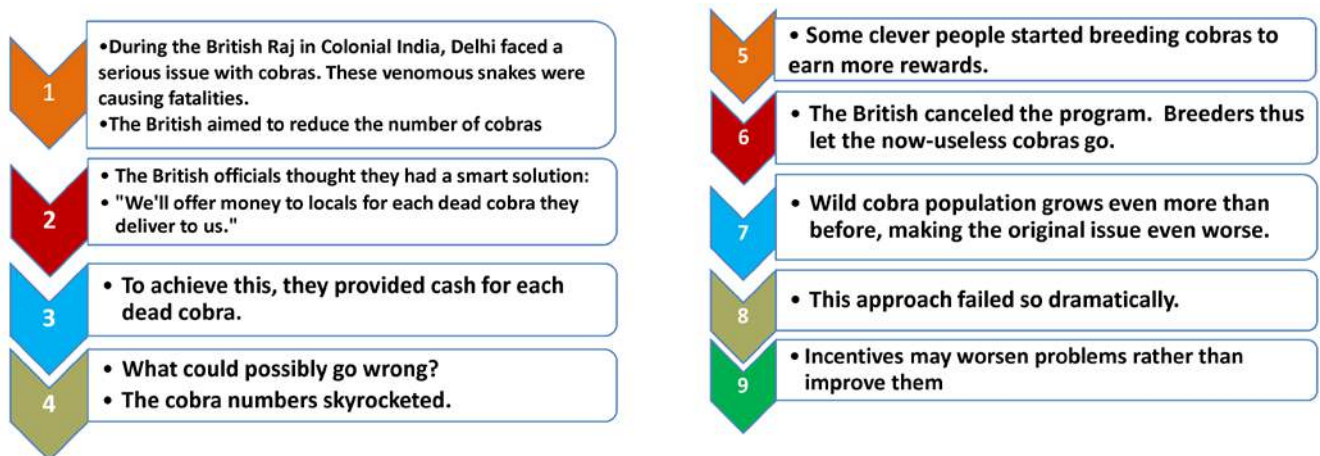 1
•During the British Raj in Colonial India, Delhi faced a
serious issue with cobras. These venomous snakes were
causing fatalities.
•The British aimed to reduce the number of cobras
2
• The British officials thought they had a smart solution:
• "We'll offer money to locals for each dead cobra they
deliver to us."
3
• To achieve this, they provided cash for each
dead cobra.
4
• What could possibly go wrong?
• The cobra numbers skyrocketed.
5
• Some clever people started breeding cobras to
earn more rewards.
6
• The British canceled the program. Breeders thus
let the now-useless cobras go.
7
• Wild cobra population grows even more than
before, making the original issue even worse.
8
• This approach failed so dramatically.
9
• Incentives may worsen problems rather than
improve them